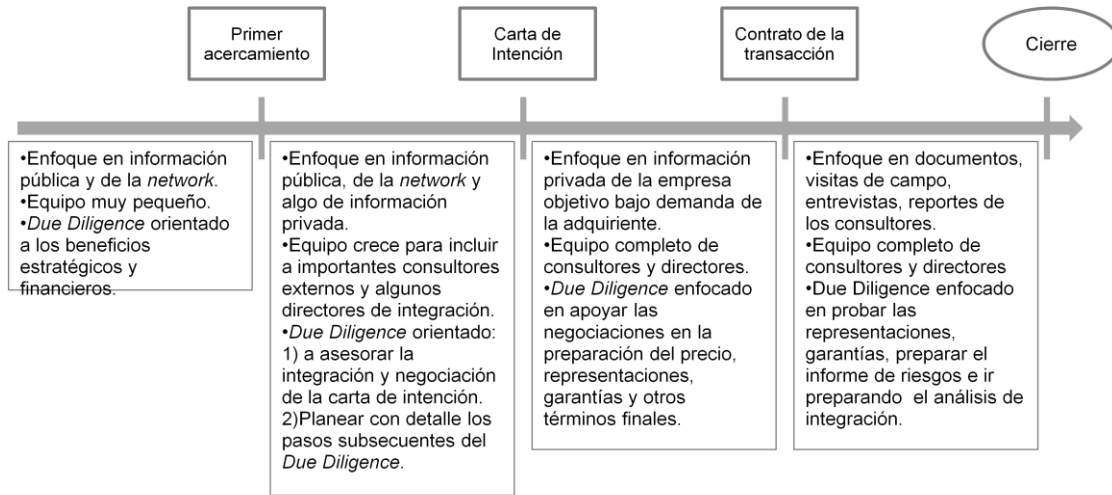 Primer
acercamiento
Carta de
Intención
Contrato de la
transacción
Cierre
•Enfoque en información
pública y de la network.
•Equipo muy pequeño.
•Due Diligence orientado
a los beneficios
estratégicos y
financieros.
•Enfoque en información
pública, de la network y
algo de información
privada.
•Equipo crece para incluir
a importantes consultores
externos y algunos
directores de integración.
•Due Diligence orientado:
1) a asesorar la
integración y negociación
de la carta de intención.
2)Planear con detalle los
pasos subsecuentes del
Due Diligence.
•Enfoque en información
privada de la empresa
objetivo bajo demanda de
la adquiriente.
•Equipo completo de
consultores y directores.
•Due Diligence enfocado
en apoyar las
negociaciones en la
preparación del precio,
representaciones,
garantías y otros
términos finales.
•Enfoque en documentos,
visitas de campo,
entrevistas, reportes de
los consultores.
•Equipo completo de
consultores y directores
•Due Diligence enfocado
en probar las
representaciones,
garantías, preparar el
informe de riesgos e ir
preparando el análisis de
integración.